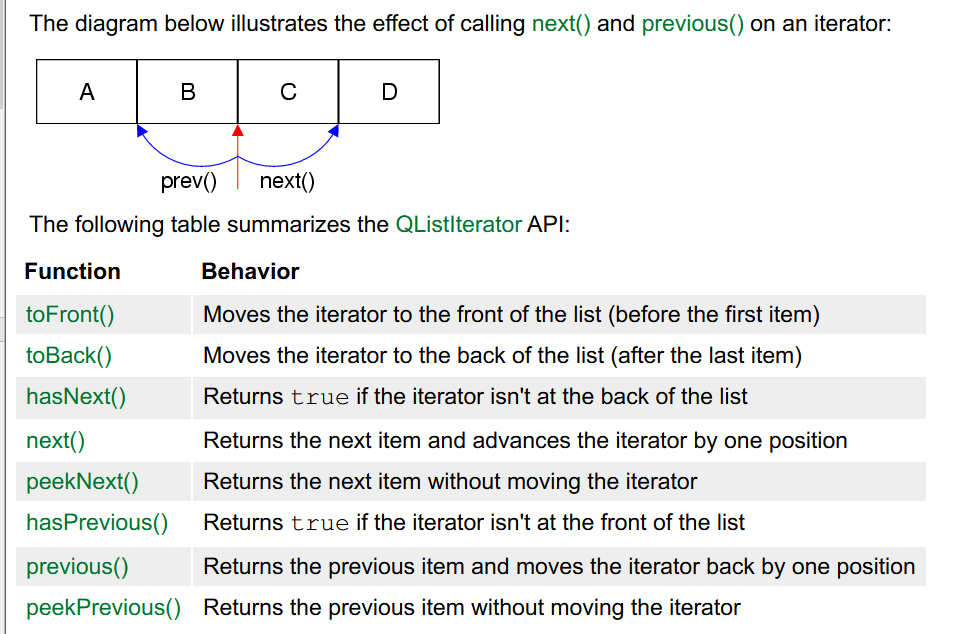 The diagram below illustrates the effect of calling next() and previous() on an iterator:
A B C D
prev() next()
The following table summarizes the QListIterator API:
Function Behavior
toFront() Moves the iterator to the front of the list (before the first item)
toBack() Moves the iterator to the back of the list (after the last item)
hasNext() Returns true if the iterator isn't at the back of the list
next() Returns the next item and advances the iterator by one position
peekNext() Returns the next item without moving the iterator
hasPrevious() Returns true if the iterator isn't at the front of the list
previous() Returns the previous item and moves the iterator back by one position
peekPrevious() Returns the previous item without moving the iterator